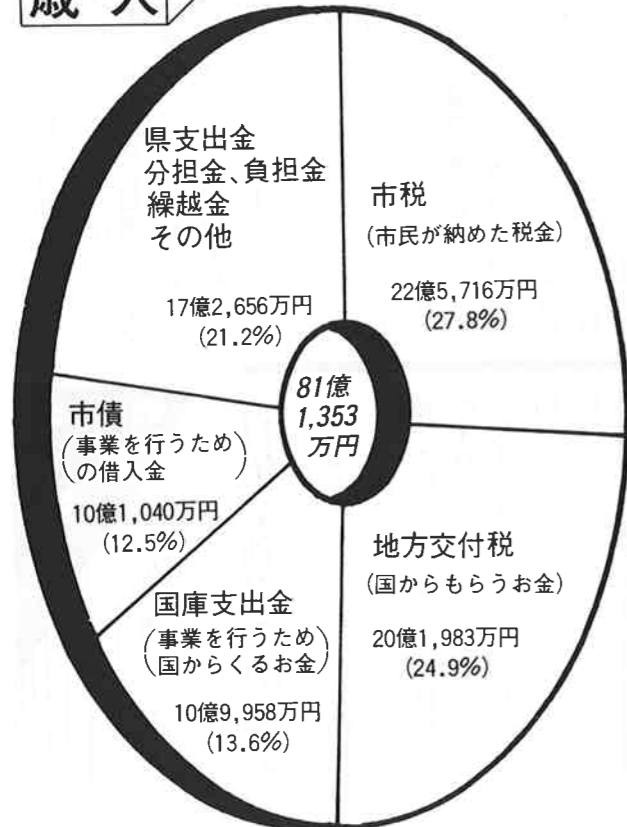 歳入
県支出金
分担金、負担金
繰越金
その他
17億2,656万円
(21.2%)
市税
(市民が納めた税金)
22億5,716万円
(27.8%)
81億
1,353
万円
市債
(事業を行うため
の借入金)
10億1,040万円
(12.5%)
国庫支出金
(事業を行うため
国からくるお金)
10億9,958万円
(13.6%)
地方交付税
(国からもらうお金)
20億1,983万円
(24.9%)